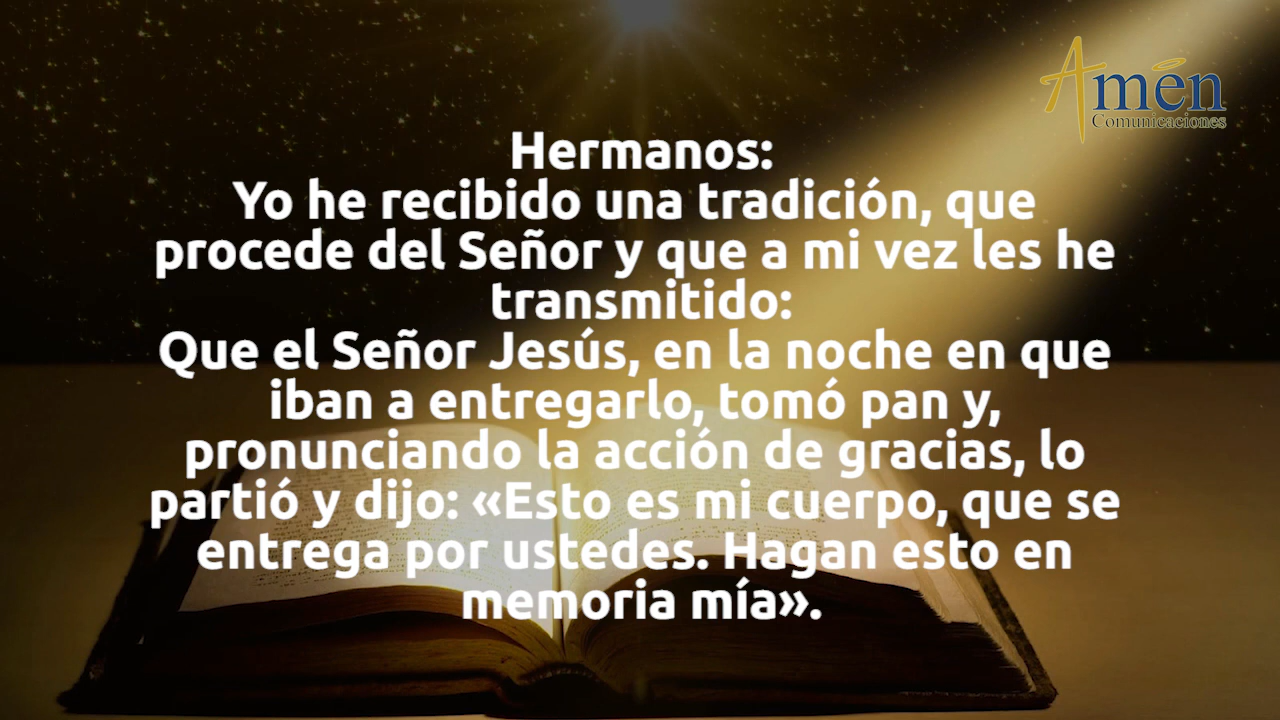 Amén
Comunicaciones
Hermanos:
Yo he recibido una tradición, que
procede del Señor y que a mi vez les he
transmitido:
Que el Señor Jesús, en la noche en que
iban a entregarlo, tomó pan y,
pronunciando la acción de gracias, lo
partió y dijo: «Esto es mi cuerpo, que se
entrega por ustedes. Hagan esto en
memoria mía».